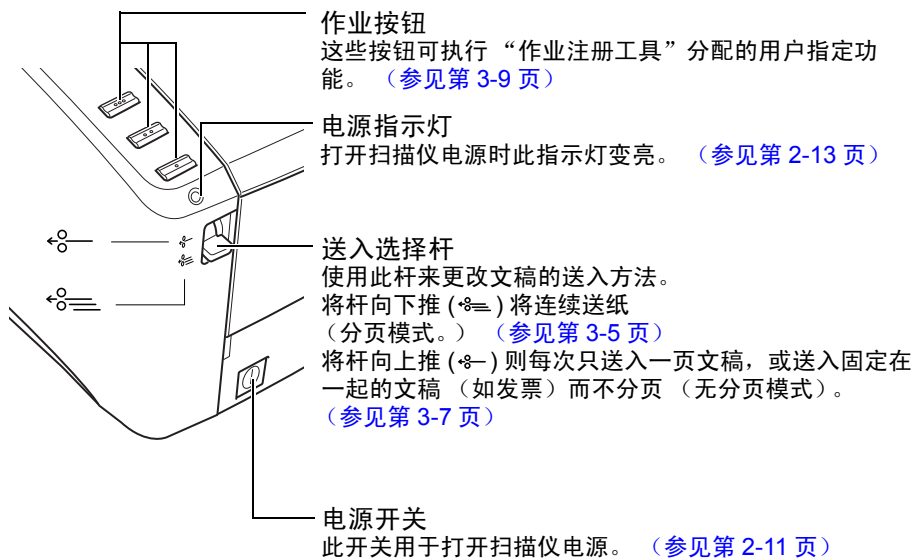 作业按钮
这些按钮可执行 “作业注册工具”分配的用户指定功
能。 （参见第 3-9 页）
电源指示灯
打开扫描仪电源时此指示灯变亮。 （参见第 2-13 页）
送入选择杆
使用此杆来更改文稿的送入方法。
将杆向下推 ( ) 将连续送纸
（分页模式。） （参见第 3-5 页）
将杆向上推 ( ) 则每次只送入一页文稿，或送入固定在
一起的文稿 （如发票）而不分页 （无分页模式）。
（参见第 3-7 页）
电源开关
此开关用于打开扫描仪电源。 （参见第 2-11 页）